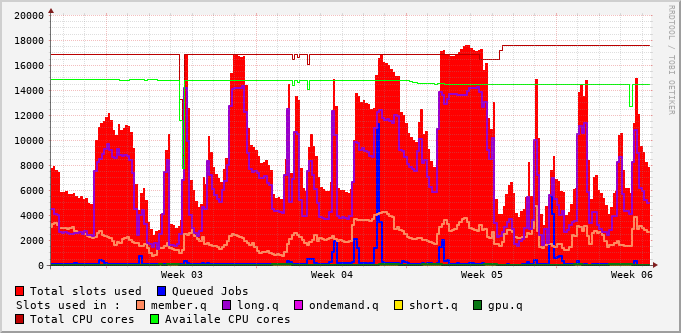 20000
18000
16000
14000
12000
10000
8000
6000
4000
2000
0
Week 03 Week 04 Week 05 Week 06
RRDTOOL / TOBI OETIKER
Total slots used Queued Jobs
Slots used in : member.q long.q ondemand.q short.q gpu.q
Total CPU cores Availale CPU cores